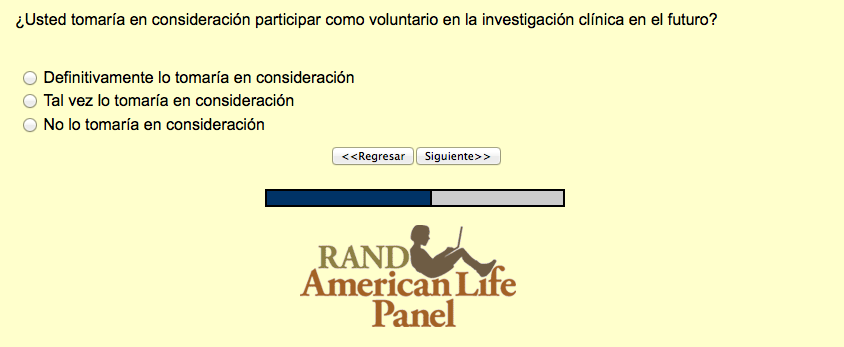 ¿Usted tomaría en consideración participar como voluntario en la investigación clínica en el futuro?
Definitivamente lo tomaría en consideración
Tal vez lo tomaría en consideración
No lo tomaría en consideración
<<Regresar Siguiente>>
RAND
American Life
Panel